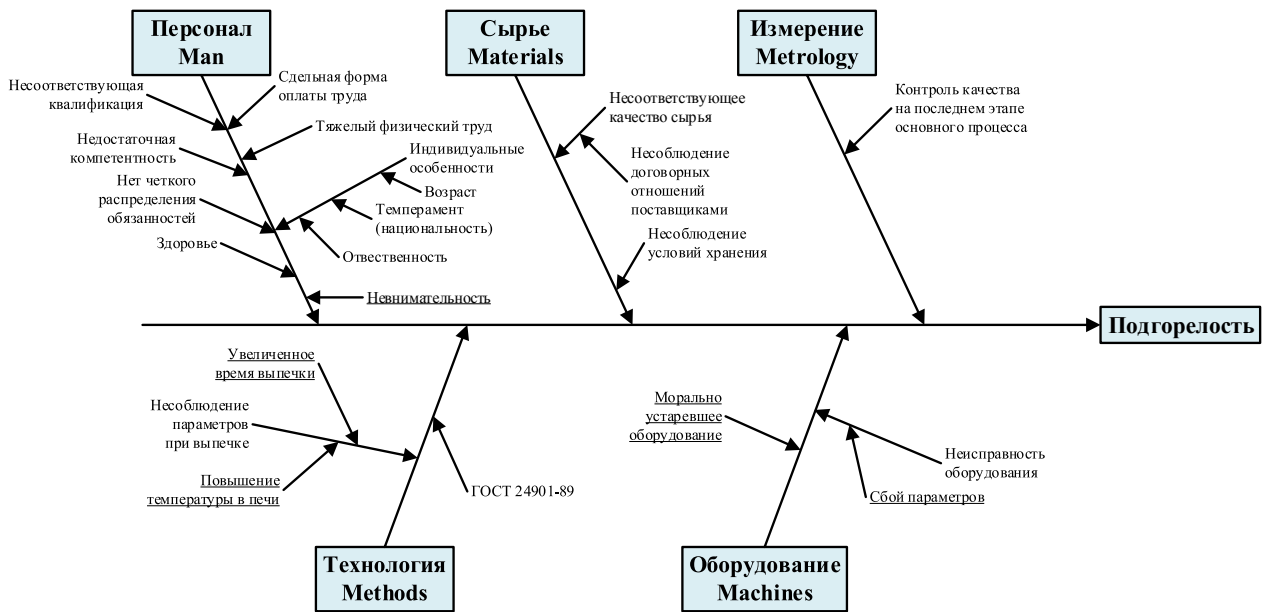 Персонал
Man
Сырье
Materials
Измерение
Metrology
Несоответствующая
квалификация
Сдельная форма
оплаты труда
Недостаточная
компетентность
Тяжелый физический труд
Индивидуальные
особенности
Нет четкого
распределения
обязанностей
Возраст
Темперамент
(национальность)
Здоровье
Отвественность
Невнимательность
Несоответствующее
качество сырья
Несоблюдение
договорных
отношений
поставщиками
Несоблюдение
условий хранения
Контроль качества
на последнем этапе
основного процесса
Подгорелость
Увеличенное
время выпечки
Несоблюдение
параметров
при выпечке
Повышение
температуры в печи
ГОСТ 24901-89
Морально
устаревшее
оборудование
Неисправность
оборудования
Сбой параметров
Технология
Methods
Оборудование
Machines